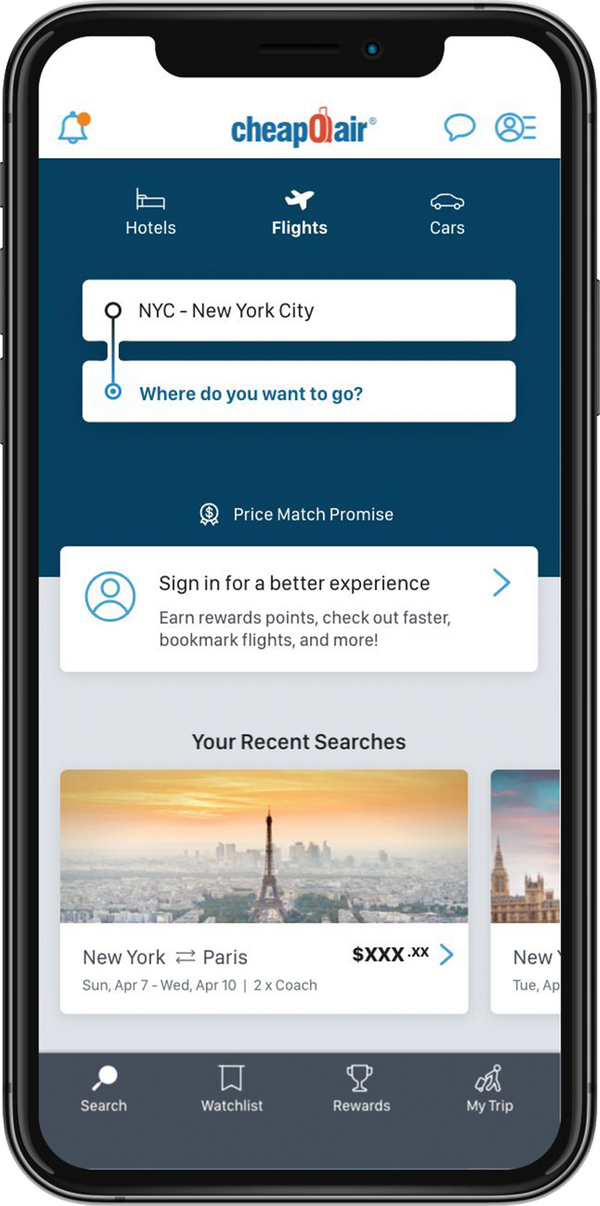 cheapOair®
Hotels
Flights
Cars
NYC - New York City
Where do you want to go?
Price Match Promise
Sign in for a better experience
Earn rewards points, check out faster,
bookmark flights, and more!
Your Recent Searches
New York ⇄ Paris
$XXX.XX
Sun, Apr 7 - Wed, Apr 10 | 2 x Coach
New
Tue, Ap
Search
Watchlist
Rewards
My Trip